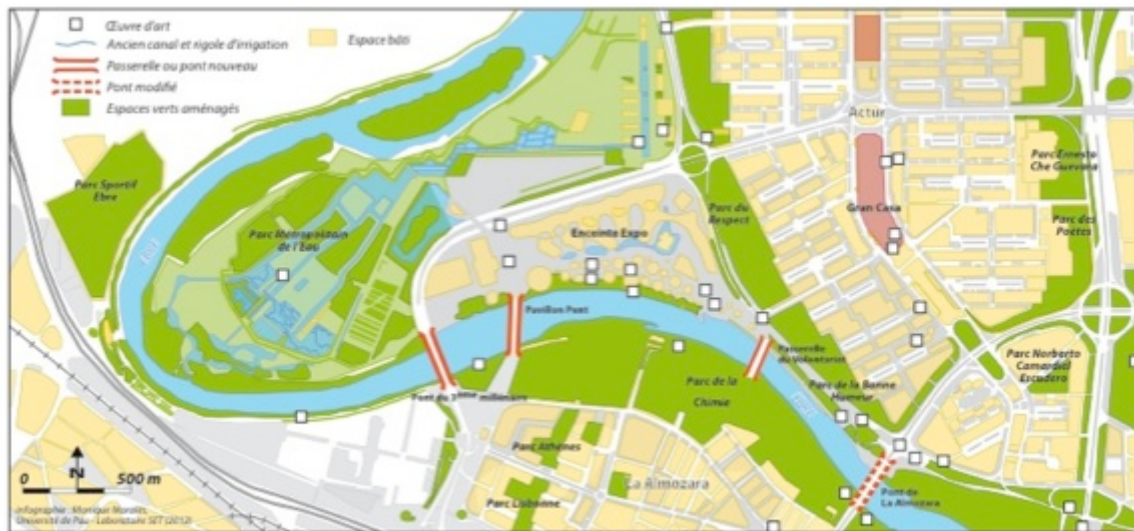 Œuvre d'art
Ancien canal et rigole d'irrigation
Passerelle ou pont nouveau
Pont modifié
Espaces verts aménagés
Espace bâti
Actur
Parc Ernesto
Che Guevara
Parc Sportif
Ebre
Parc du
Respect
Gran Casa
Parc des
Poètes
Parc Métropolitain
de l'Eau
Enceinte Expo
Pavillon Pont
Passerelle
du Volontariat
Parc Norberto
Camardiel
Escudero
Parc de la Bonne
Humeur
Parc de la
Chimie
Pont du 3ème millénaire
Parc Athènes
La Almozara
Parc Lisbonne
Pont de
La Almozara
N
0 500 m
Infographie : Monique Morales,
Université de Pau - Laboratoire SET (2012)